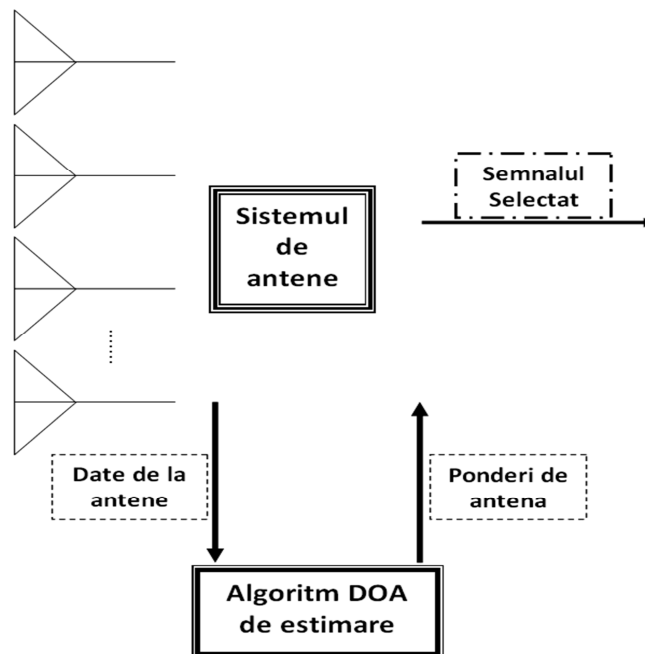 Semnalul
Selectat
Sistemul
de
antene
Date de la
antene
Ponderi de
antena
Algoritm DOA
de estimare